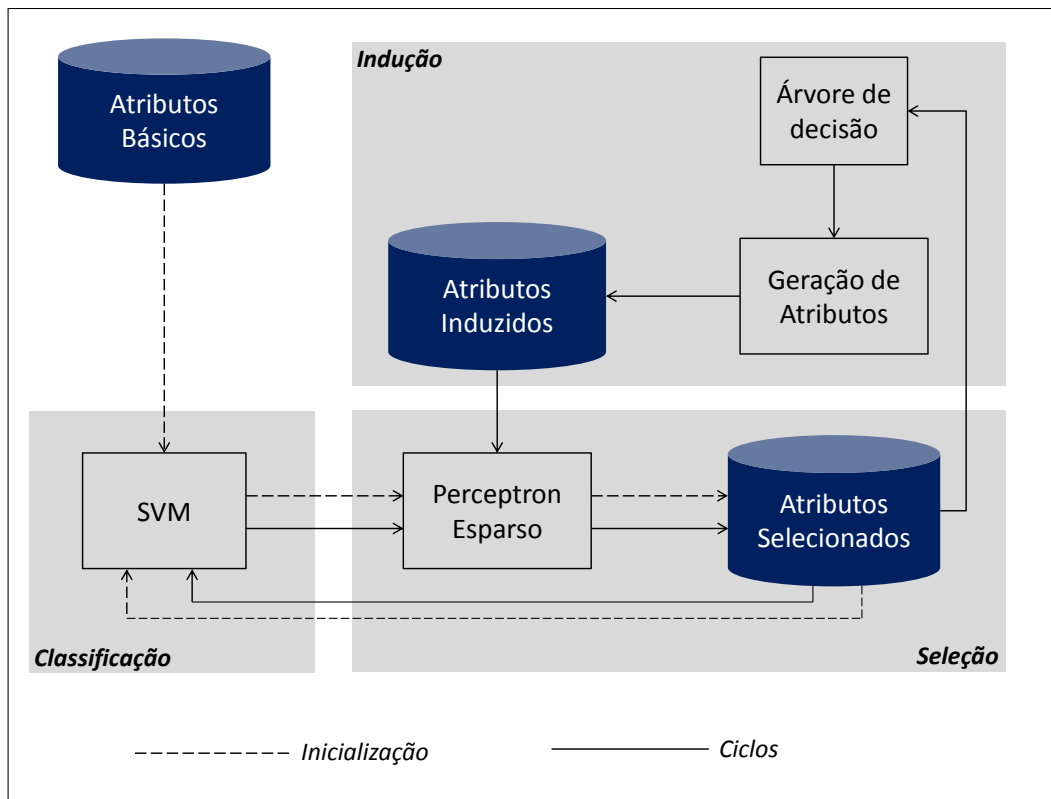 Atributos
Básicos
Indução
Árvore de
decisão
Atributos
Induzidos
Geração de
Atributos
SVM
Perceptron
Esparso
Atributos
Selecionados
Classificação
Seleção
Inicialização
Ciclos